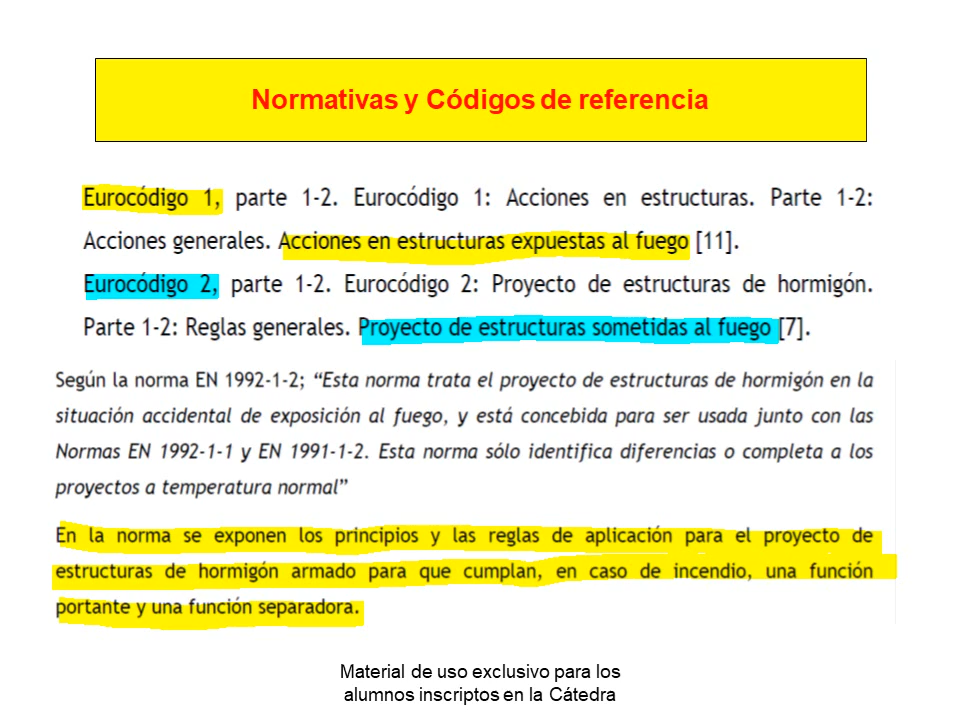 Normativas y Códigos de referencia
Eurocódigo 1, parte 1-2. Eurocódigo 1: Acciones en estructuras. Parte 1-2:
Acciones generales. Acciones en estructuras expuestas al fuego [11].
Eurocódigo 2, parte 1-2. Eurocódigo 2: Proyecto de estructuras de hormigón.
Parte 1-2: Reglas generales. Proyecto de estructuras sometidas al fuego [7].
Según la norma EN 1992-1-2; “Esta norma trata el proyecto de estructuras de hormigón en la
situación accidental de exposición al fuego, y está concebida para ser usada junto con las
Normas EN 1992-1-1 y EN 1991-1-2. Esta norma sólo identifica diferencias o completa a los
proyectos a temperatura normal”
En la norma se exponen los principios y las reglas de aplicación para el proyecto de
estructuras de hormigón armado para que cumplan, en caso de incendio, una función
portante y una función separadora.
Material de uso exclusivo para los
alumnos inscriptos en la Cátedra